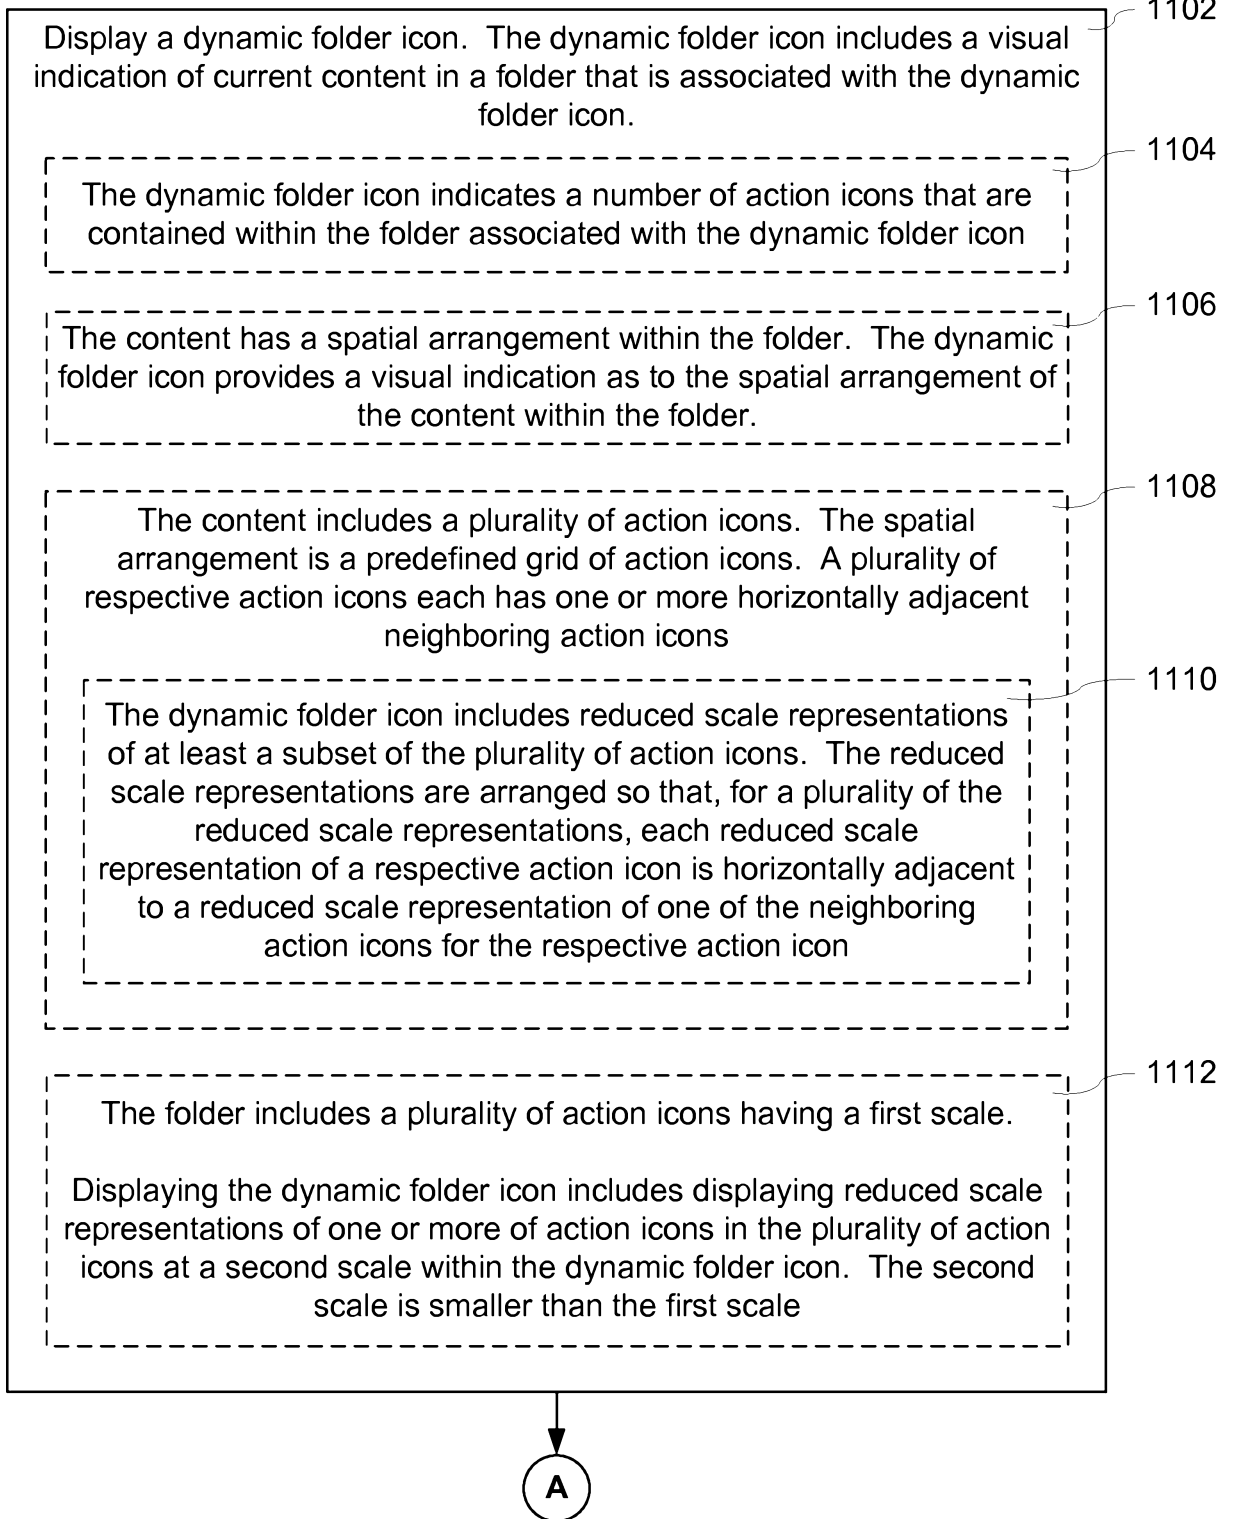 1102
Display a dynamic folder icon.  The dynamic folder icon includes a visual
indication of current content in a folder that is associated with the dynamic
folder icon.
1104
The dynamic folder icon indicates a number of action icons that are
contained within the folder associated with the dynamic folder icon
1106
The content has a spatial arrangement within the folder.  The dynamic
folder icon provides a visual indication as to the spatial arrangement of
the content within the folder.
1108
The content includes a plurality of action icons.  The spatial
arrangement is a predefined grid of action icons.  A plurality of
respective action icons each has one or more horizontally adjacent
neighboring action icons
1110
The dynamic folder icon includes reduced scale representations
of at least a subset of the plurality of action icons.  The reduced
scale representations are arranged so that, for a plurality of the
reduced scale representations, each reduced scale
representation of a respective action icon is horizontally adjacent
to a reduced scale representation of one of the neighboring
action icons for the respective action icon
1112
The folder includes a plurality of action icons having a first scale.
Displaying the dynamic folder icon includes displaying reduced scale
representations of one or more of action icons in the plurality of action
icons at a second scale within the dynamic folder icon.  The second
scale is smaller than the first scale
A